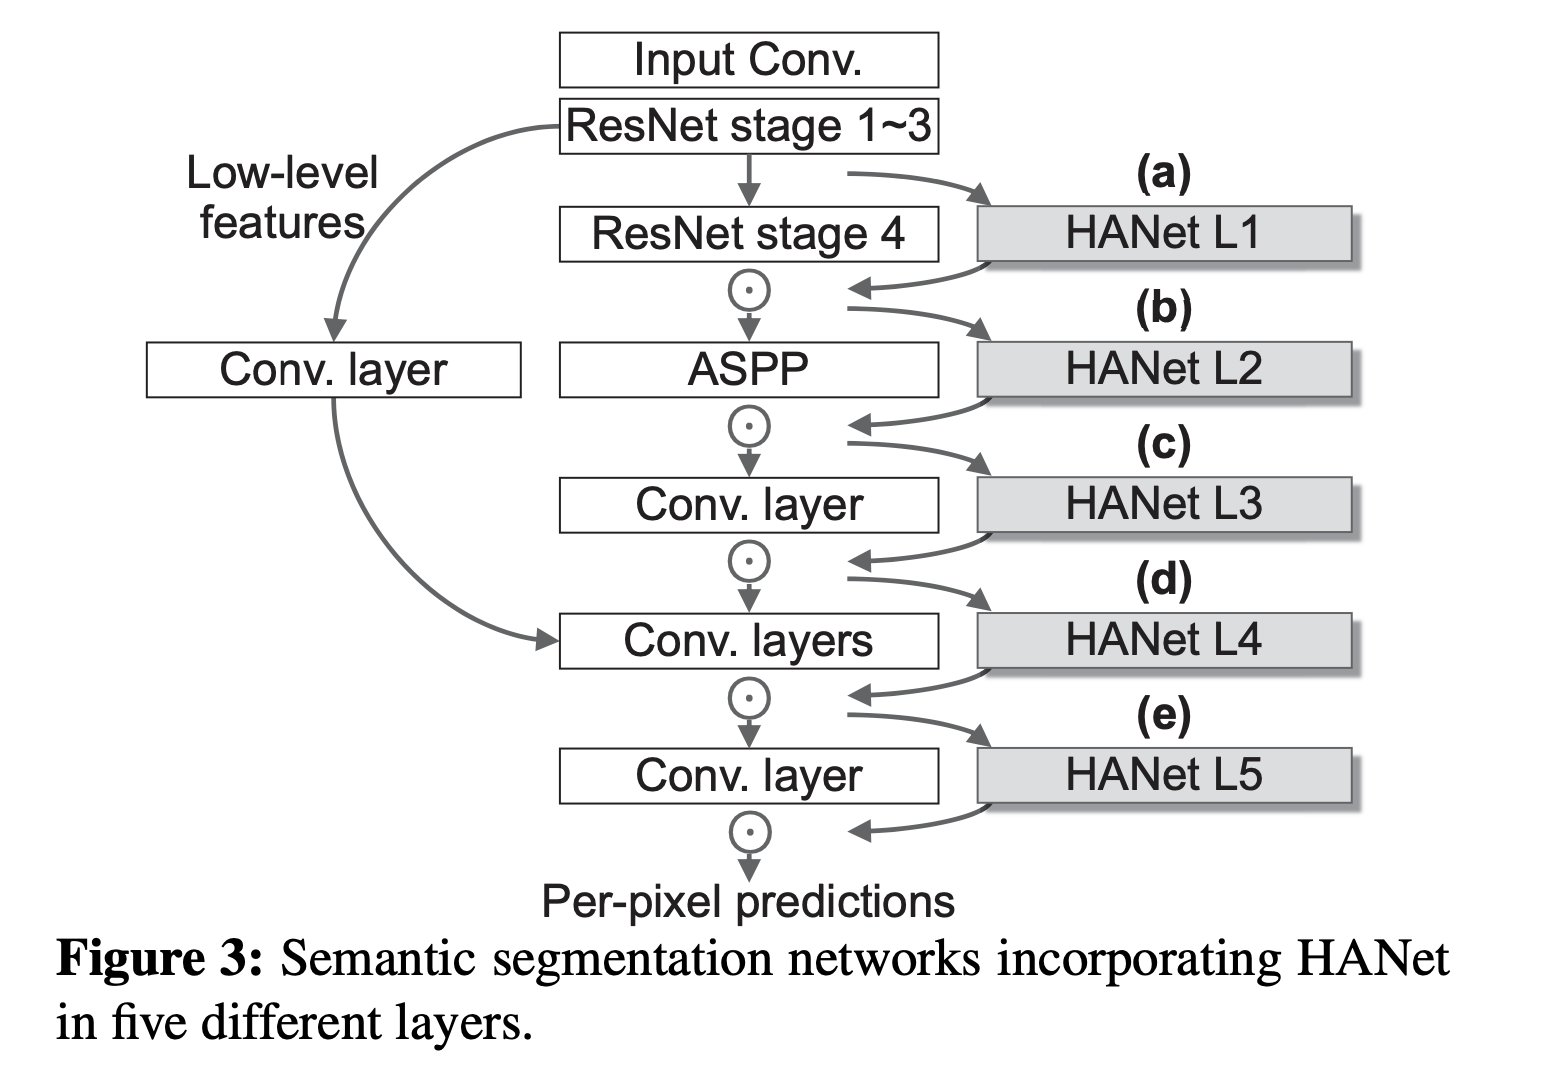 Input Conv.
ResNet stage 1~3
Low-level
features
(a)
ResNet stage 4
HANet L1
(b)
Conv. layer
ASPP
HANet L2
(c)
Conv. layer
HANet L3
(d)
Conv. layers
HANet L4
(e)
Conv. layer
HANet L5
Per-pixel predictions
Figure 3: Semantic segmentation networks incorporating HANet
in five different layers.